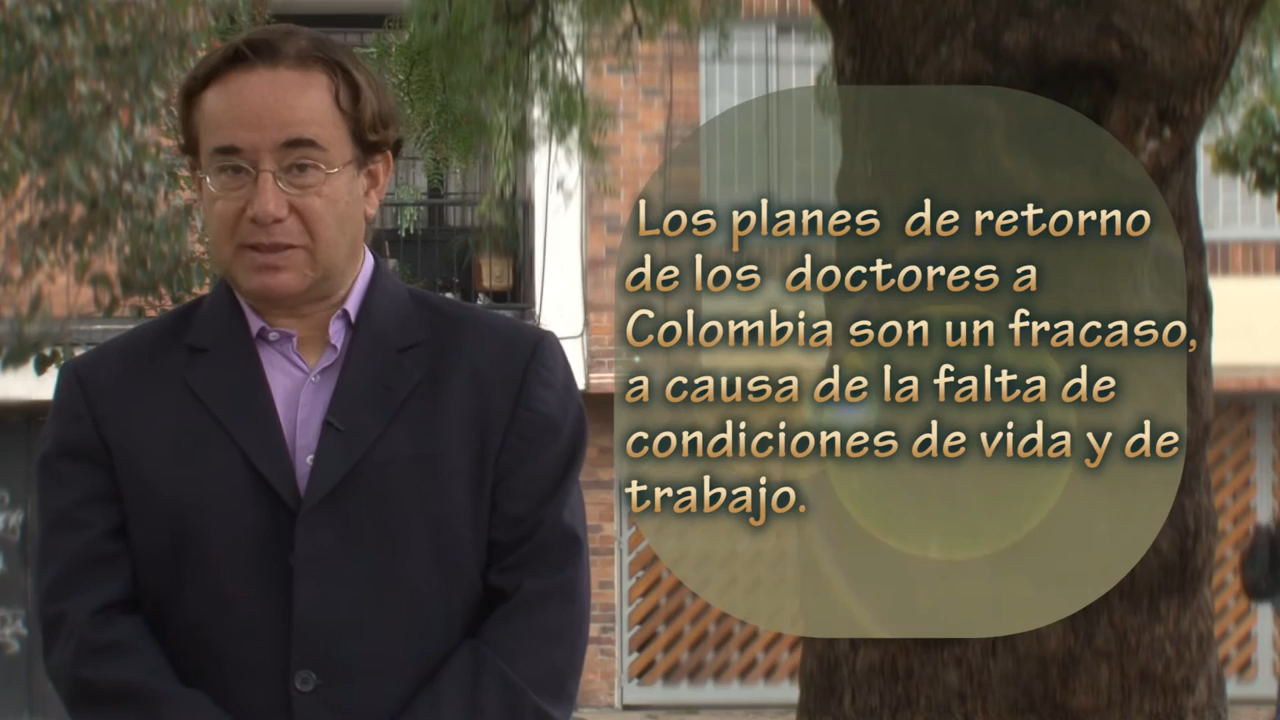 Los planes de retorno
de los doctores a
Colombia son un fracaso,
a causa de la falta de
condiciones de vida y de
trabajo.